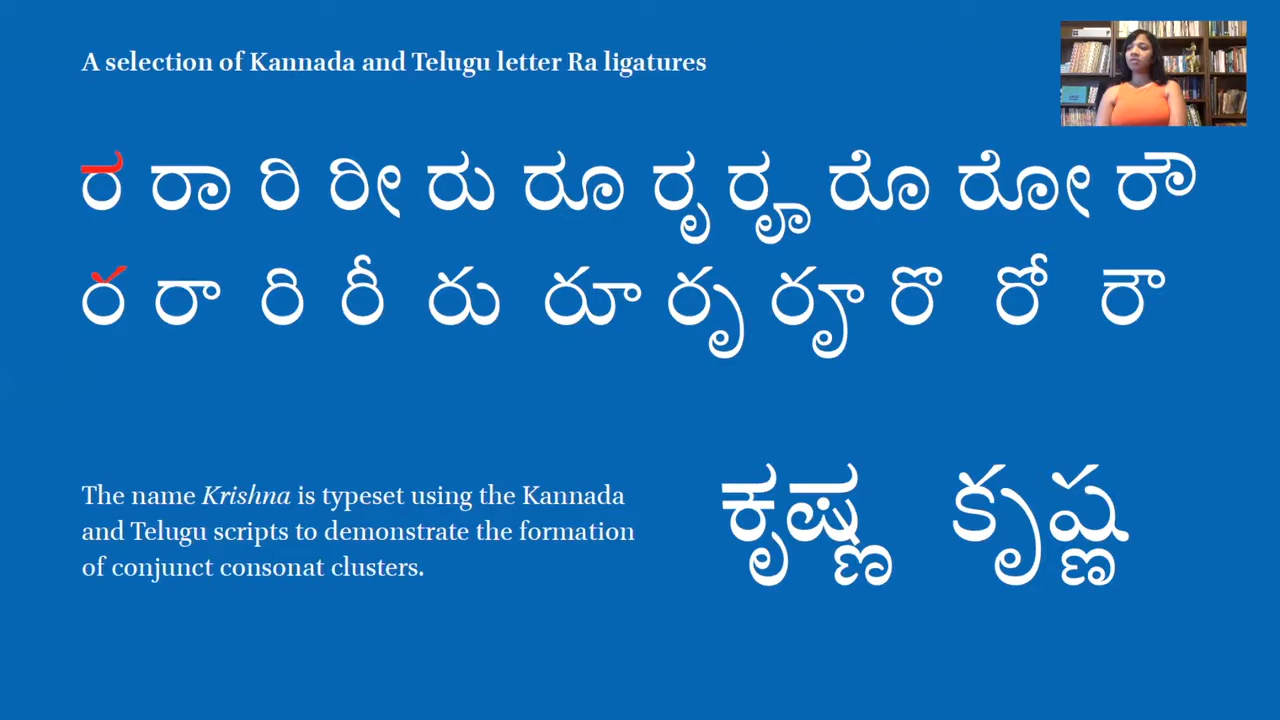 A selection of Kannada and Telugu letter Ra ligatures
ರ ರಾ ರಿ ರೀ ರು ರೂ ರೃ ರೄ ರೊ ರೋ ರೌ
ర రా రి రీ రు రూ రృ రౄ రొ రో రౌ
The name Krishna is typeset using the Kannada
and Telugu scripts to demonstrate the formation
of conjunct consonat clusters.
ಕೃಷ್ಣ కృష్ణ